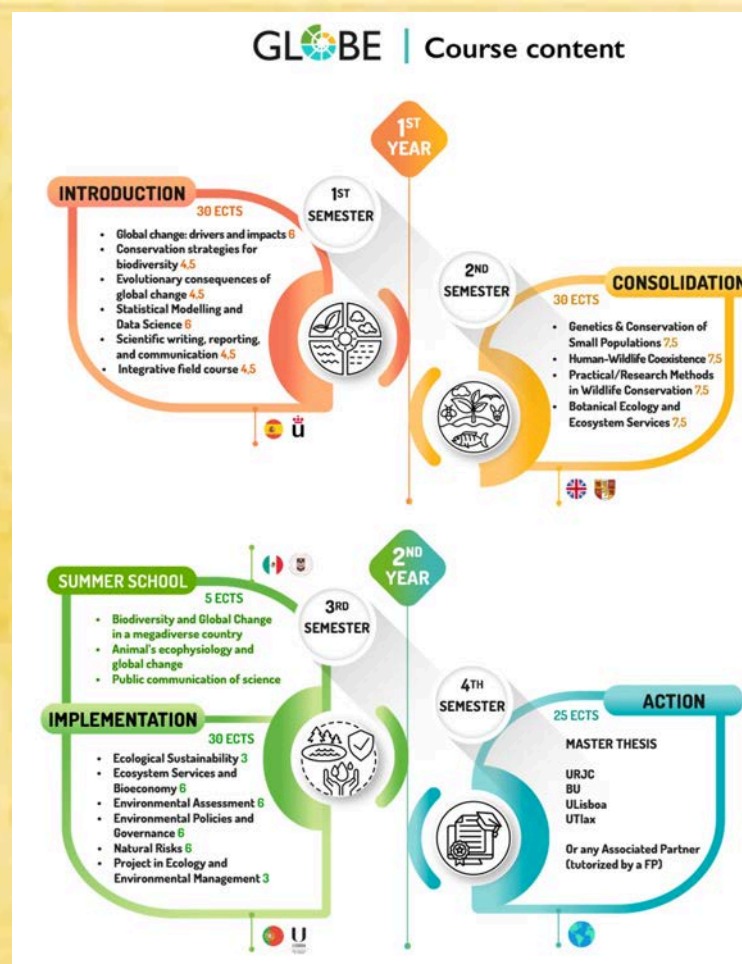 GLOBE | Course content
1ST
YEAR
INTRODUCTION
30 ECTS
• Global change: drivers and impacts 6
• Conservation strategies for
biodiversity 4,5
• Evolutionary consequences of
global change 4,5
• Statistical Modelling and
Data Science 6
• Scientific writing, reporting,
and communication 4,5
• Integrative field course 4,5
1ST
SEMESTER
2ND
SEMESTER
CONSOLIDATION
30 ECTS
• Genetics & Conservation of
Small Populations 7,5
• Human-Wildlife Coexistence 7,5
• Practical/Research Methods
in Wildlife Conservation 7,5
• Botanical Ecology and
Ecosystem Services 7,5
2ND
YEAR
SUMMER SCHOOL
5 ECTS
• Biodiversity and Global Change
in a megadiverse country
• Animal's ecophysiology and
global change
• Public communication of science
3RD
SEMESTER
IMPLEMENTATION
30 ECTS
• Ecological Sustainability 3
• Ecosystem Services and
Bioeconomy 6
• Environmental Assessment 6
• Environmental Policies and
Governance 6
• Natural Risks 6
• Project in Ecology and
Environmental Management 3
4TH
SEMESTER
ACTION
25 ECTS
MASTER THESIS
URJC
BU
ULisboa
UTlax
Or any Associated Partner
(tutorized by a FP)